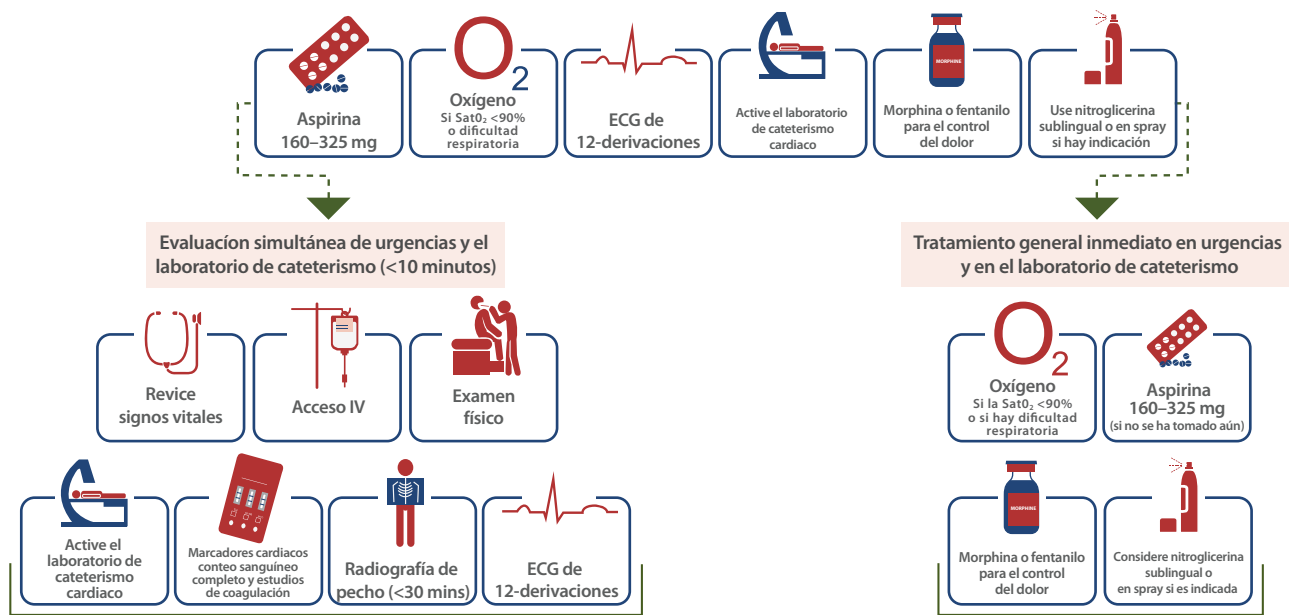 Aspirina
160–325 mg
O2
Oxígeno
Si Sat0₂ <90%
o dificultad
respiratoria
ECG de
12-derivaciones
Active el laboratorio
de cateterismo
cardiaco
MORPHINE
Morphina o fentanilo
para el control
del dolor
Use nitroglicerina
sublingual o en spray
si hay indicación
Evaluacíon simultánea de urgencias y el
laboratorio de cateterismo (<10 minutos)
Revice
signos vitales
Acceso IV
Examen
físico
Active el
laboratorio de
cateterismo
cardiaco
Marcadores cardiacos
conteo sanguíneo
completo y estudios
de coagulación
Radiografía de
pecho (<30 mins)
ECG de
12-derivaciones
Tratamiento general inmediato en urgencias
y en el laboratorio de cateterismo
O2
Oxígeno
Si la Sat0₂ <90%
o si hay dificultad
respiratoria
Aspirina
160–325 mg
(si no se ha tomado aún)
MORPHINE
Morphina o fentanilo
para el control
del dolor
Considere nitroglicerina
sublingual o
en spray si es indicada